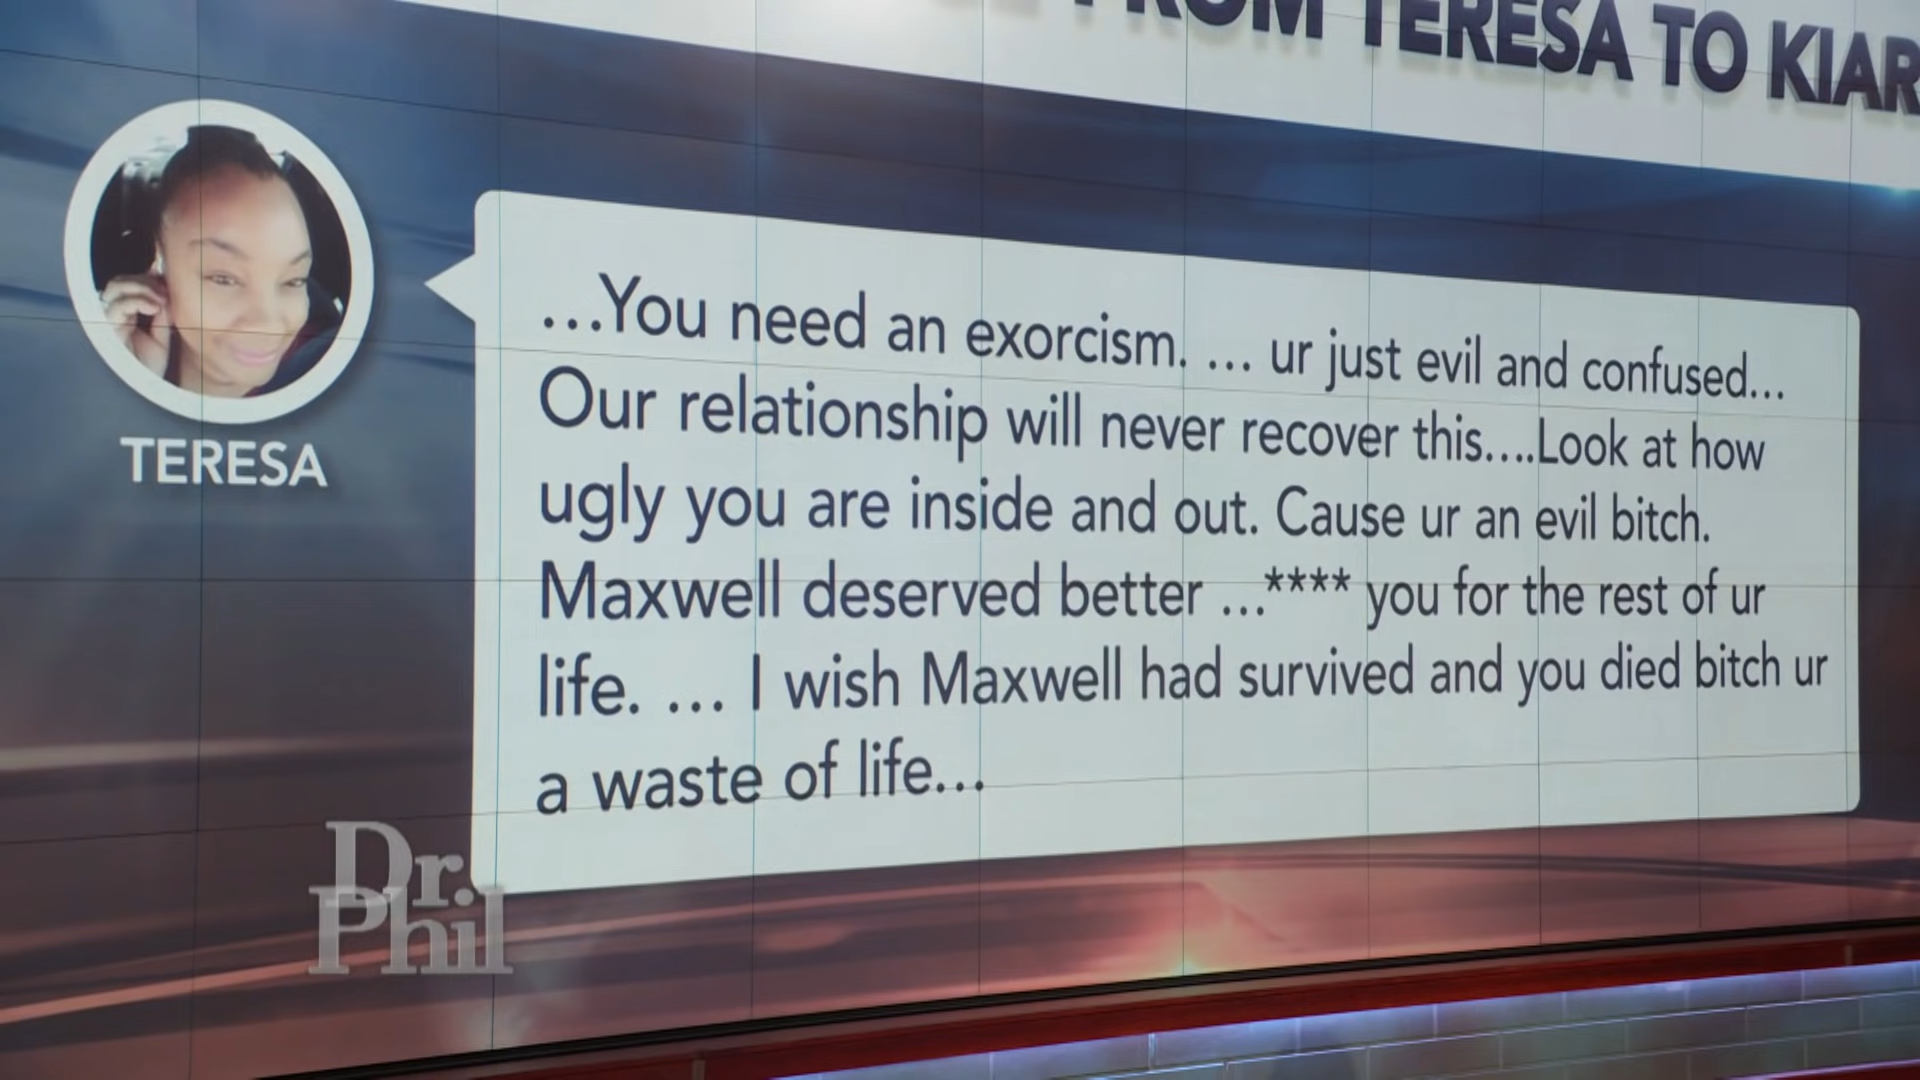 FROM TERESA TO KIAR
…You need an exorcism. … ur just evil and confused…
Our relationship will never recover this….Look at how
ugly you are inside and out. Cause ur an evil bitch.
Maxwell deserved better …**** you for the rest of ur
life. … I wish Maxwell had survived and you died bitch ur
a waste of life…
TERESA
Dr.
Phil